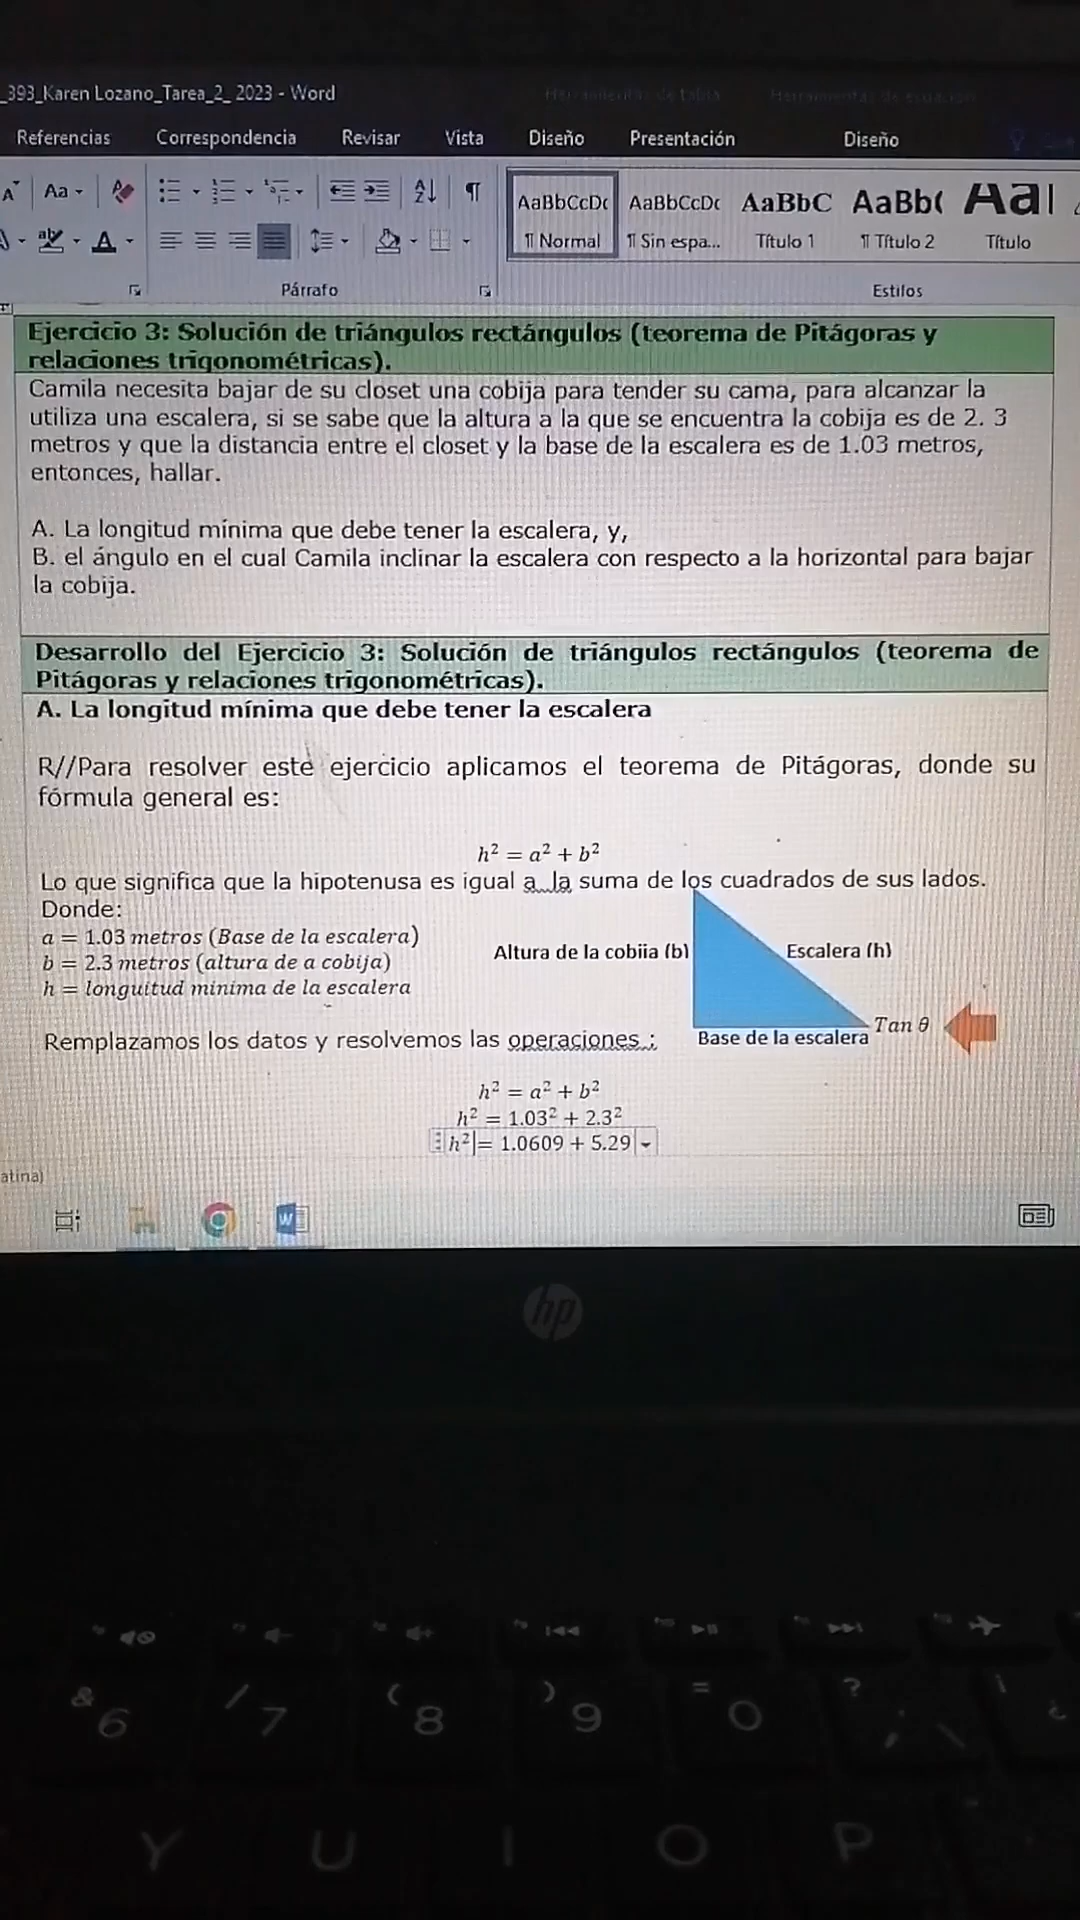 _393_Karen Lozano_Tarea_2_ 2023 - Word
Referencias Correspondencia Revisar Vista Diseño Presentación Diseño
Aa
AaBbCcDc AaBbCcDc AaBbC AaBb( AaI
¶ Normal ¶ Sin espa... Título 1 ¶ Título 2 Título
Párrafo Estilos
Ejercicio 3: Solución de triángulos rectángulos (teorema de Pitágoras y
relaciones trigonométricas).
Camila necesita bajar de su closet una cobija para tender su cama, para alcanzar la
utiliza una escalera, si se sabe que la altura a la que se encuentra la cobija es de 2. 3
metros y que la distancia entre el closet y la base de la escalera es de 1.03 metros,
entonces, hallar.
A. La longitud mínima que debe tener la escalera, y,
B. el ángulo en el cual Camila inclinar la escalera con respecto a la horizontal para bajar
la cobija.
Desarrollo del Ejercicio 3: Solución de triángulos rectángulos (teorema de
Pitágoras y relaciones trigonométricas).
A. La longitud mínima que debe tener la escalera
R//Para resolver este ejercicio aplicamos el teorema de Pitágoras, donde su
fórmula general es:
h² = a² + b²
Lo que significa que la hipotenusa es igual a la suma de los cuadrados de sus lados.
Donde:
a = 1.03 metros (Base de la escalera)
b = 2.3 metros (altura de a cobija)
h = longuitud minima de la escalera
Altura de la cobiia (b) Escalera (h)
Tan θ
Base de la escalera
Remplazamos los datos y resolvemos las operaciones :
h² = a² + b²
h² = 1.03² + 2.3²
h² = 1.0609 + 5.29
atina)
hp
& 6 / 7 ( 8 ) 9 = 0 ?
Y U I O P